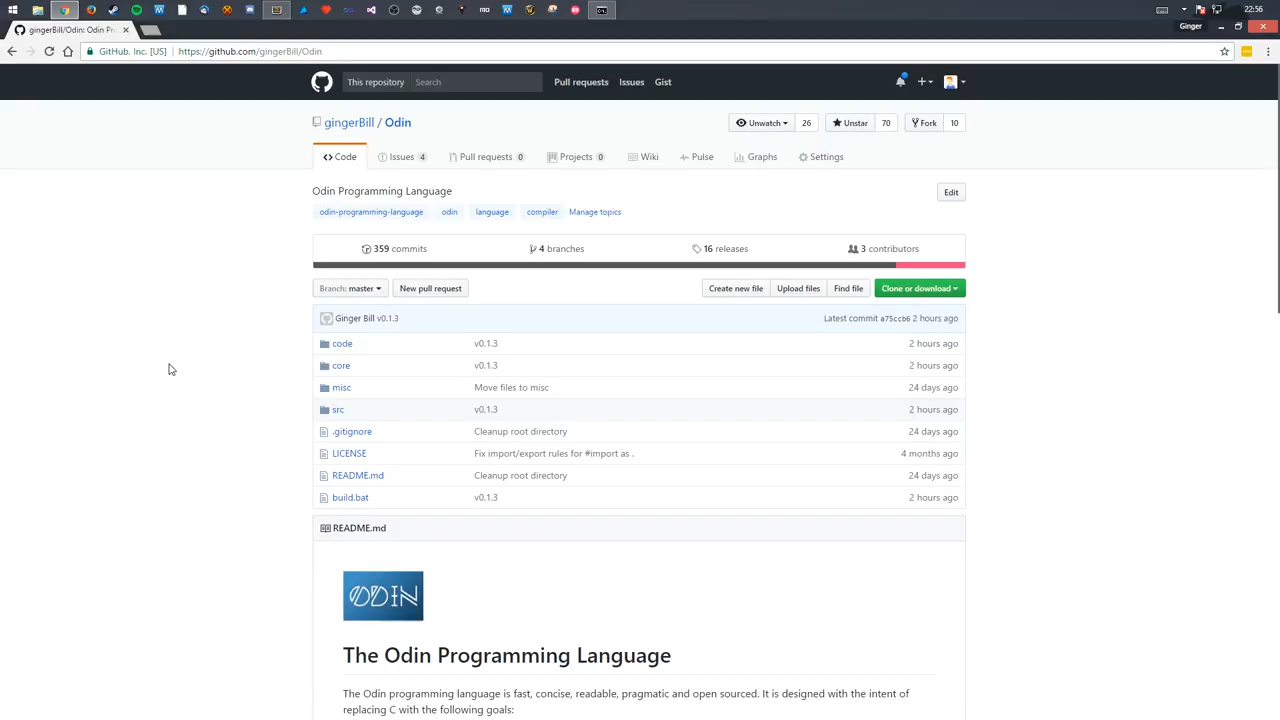 22:56
gingerBill/Odin: Odin Pr
Ginger
GitHub, Inc. [US] https://github.com/gingerBill/Odin
This repository Search Pull requests Issues Gist
gingerBill / Odin
Unwatch 26 Unstar 70 Fork 10
Code Issues 4 Pull requests 0 Projects 0 Wiki Pulse Graphs Settings
Odin Programming Language Edit
odin-programming-language odin language compiler Manage topics
359 commits 4 branches 16 releases 3 contributors
Branch: master New pull request Create new file Upload files Find file Clone or download
Ginger Bill v0.1.3 Latest commit a75ccb6 2 hours ago
code v0.1.3 2 hours ago
core v0.1.3 2 hours ago
misc Move files to misc 24 days ago
src v0.1.3 2 hours ago
.gitignore Cleanup root directory 24 days ago
LICENSE Fix import/export rules for #import as . 4 months ago
README.md Cleanup root directory 24 days ago
build.bat v0.1.3 2 hours ago
README.md
ODIN
The Odin Programming Language
The Odin programming language is fast, concise, readable, pragmatic and open sourced. It is designed with the intent of
replacing C with the following goals: